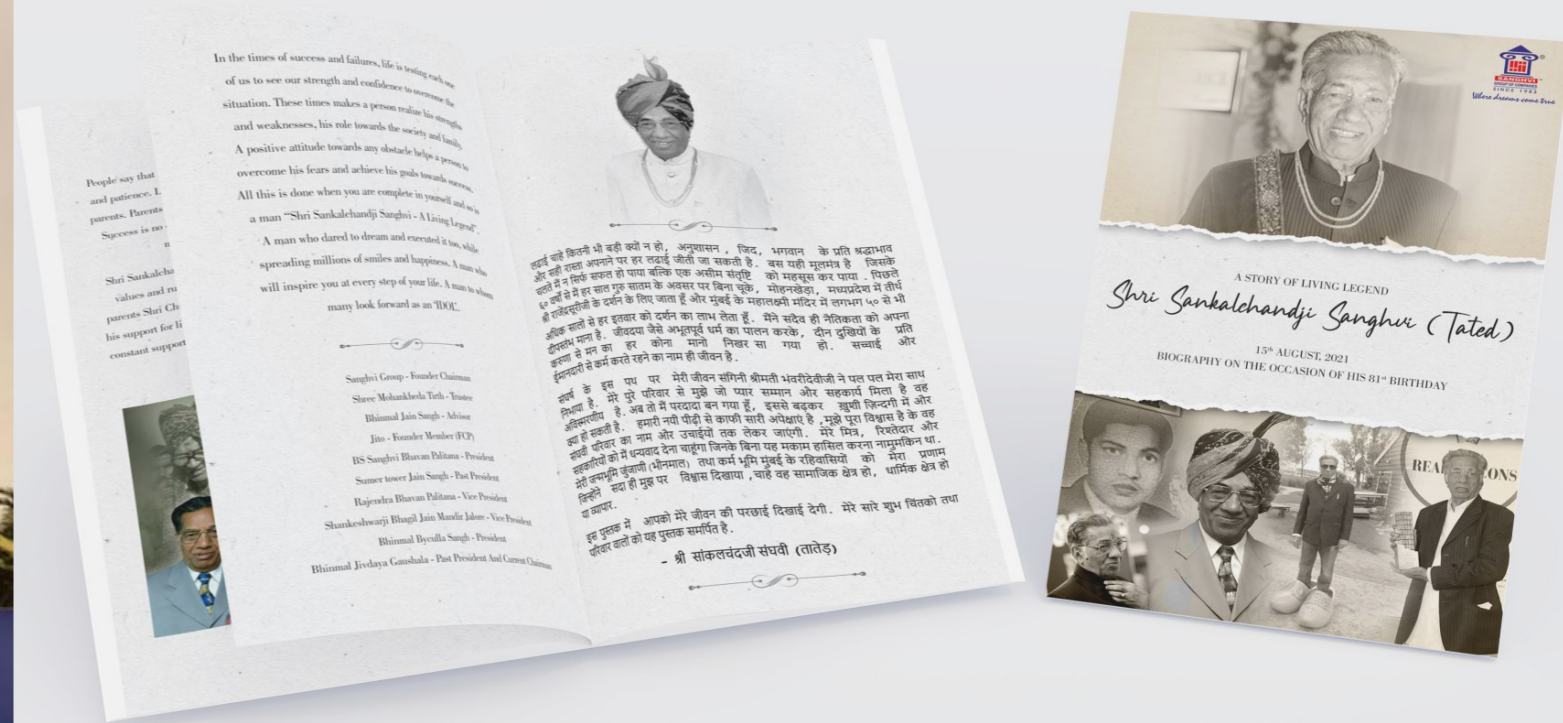 People say that
and patience. L
parents. Parents
Success is no
Shri Sankalcha
values and ru
parents Shri Ch
his support for li
constant support
In the times of success and failures, life is testing each one
of us to see our strength and confidence to overcome the
situation. These times makes a person realize his strengths
and weaknesses, his role towards the society and family.
A positive attitude towards any obstacle helps a person to
overcome his fears and achieve his goals towards success.
All this is done when you are complete in yourself and so is
a man "Shri Sankalchandji Sanghvi - A Living Legend".
A man who dared to dream and executed it too, while
spreading millions of smiles and happiness. A man who
will inspire you at every step of your life. A man to whom
many look forward as an 'IDOL'.
Sanghvi Group - Founder Chairman
Shree Mohankheda Tirth - Trustee
Bhinmal Jain Sangh - Advisor
Jito - Founder Member (FCP)
BS Sanghvi Bhavan Palitana - President
Sumer tower Jain Sangh - Past President
Rajendra Bhavan Palitana - Vice President
Shankeshwarji Bhagil Jain Mandir Jalore - Vice President
Bhinmal Byculla Sangh - President
Bhinmal Jivdaya Gaushala - Past President And Current Chairman
लढाई चाहे कितनी भी बड़ी क्यों न हो, अनुशासन , जिद, भगवान के प्रति श्रद्धाभाव
और सही रास्ता अपनाने पर हर लढाई जीती जा सकती है . बस यही मूलमंत्र है जिसके
चलते मैं न सिर्फ सफल हो पाया बल्कि एक असीम संतुष्टि को महसूस कर पाया . पिछले
६० वर्षों से मैं हर साल गुरु सातम के अवसर पर बिना चूके, मोहनखेड़ा, मध्यप्रदेश में तीर्थ
श्री राजेंद्रसूरीजी के दर्शन के लिए जाता हूँ और मुंबई के महालक्ष्मी मंदिर में लगभग ५० से भी
अधिक सालों से हर इतवार को दर्शन का लाभ लेता हूँ . मैंने सदैव ही नैतिकता को अपना
दीपस्तंभ माना है . जीवदया जैसे अभूतपूर्व धर्म का पालन करके, दीन दुखियों के प्रति
करुणा से मन का हर कोना मानो निखर सा गया हो. सच्चाई और
ईमानदारी से कर्म करते रहने का नाम ही जीवन है .
संघर्ष के इस पथ पर मेरी जीवन संगिनी श्रीमती भंवरीदेवीजी ने पल पल मेरा साथ
निभाया है . मेरे पुरे परिवार से मुझे जो प्यार सम्मान और सहकार्य मिला है वह
अविस्मरणीय है . अब तो मैं परदादा बन गया हूँ, इससे बढ़कर ख़ुशी ज़िन्दगी में और
क्या हो सकती है . हमारी नयी पीढ़ी से काफी सारी अपेक्षाएं है ,मुझे पूरा विश्वास है के वह
संघवी परिवार का नाम और उचाईयों तक लेकर जाएंगी. मेरे मित्र, रिश्तेदार और
सहकारियों को मैं धन्यवाद देना चाहूंगा जिनके बिना यह मकाम हासिल करना नामुमकिन था .
मेरी जन्मभूमि जुंजाणी (भीनमाल) तथा कर्म भूमि मुंबई के रहिवासियों को मेरा प्रणाम
जिन्होंने सदा ही मुझ पर विश्वास दिखाया ,चाहे वह सामाजिक क्षेत्र हो, धार्मिक क्षेत्र हो
या व्यापार.
इस पुस्तक में आपको मेरे जीवन की परछाई दिखाई देगी. मेरे सारे शुभ चिंतको तथा
परिवार वालों को यह पुस्तक समर्पित है .
- श्री सांकलचंदजी संघवी (तातेड़)
SANGHVI
GROUP OF COMPANIES
SINCE 1983
Where dreams come true
A STORY OF LIVING LEGEND
Shri Sankalchandji Sanghvi (Tated)
15th AUGUST, 2021
BIOGRAPHY ON THE OCCASION OF HIS 81st BIRTHDAY
REA
ONS